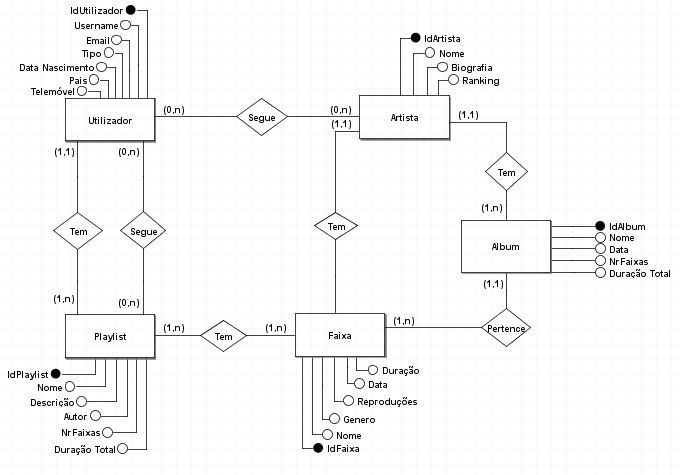 IdUtilizador
Username
Email
Tipo
Data Nascimento
Pais
Telemóvel
Utilizador
(0,n)
Segue
(0,n)
IdArtista
Nome
Biografia
Ranking
Artista
(1,1)
(1,1)
Tem
(1,n)
Album
IdAlbum
Nome
Data
NrFaixas
Duração Total
(1,1)
Pertence
(1,n)
(1,1)
(0,n)
Tem
Segue
Tem
(1,n)
(0,n)
Playlist
(1,n)
Tem
(1,n)
Faixa
IdPlaylist
Nome
Descrição
Autor
NrFaixas
Duração Total
Duração
Data
Reproduções
Genero
Nome
IdFaixa